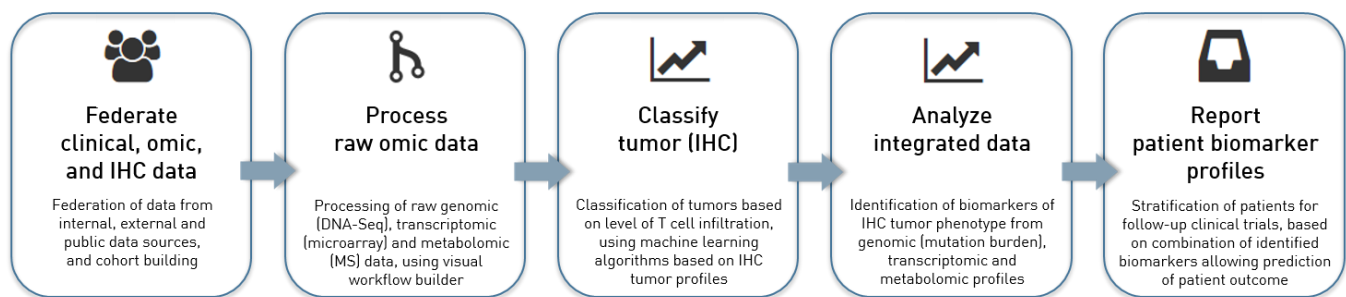 Federate
clinical, omic,
and IHC data
Federation of data from
internal, external and
public data sources,
and cohort building
Process
raw omic data
Processing of raw genomic
(DNA-Seq), transcriptomic
(microarray) and metabolomic
(MS) data, using visual
workflow builder
Classify
tumor (IHC)
Classification of tumors based
on level of T cell infiltration,
using machine learning
algorithms based on IHC
tumor profiles
Analyze
integrated data
Identification of biomarkers of
IHC tumor phenotype from
genomic (mutation burden),
transcriptomic and
metabolomic profiles
Report
patient biomarker
profiles
Stratification of patients for
follow-up clinical trials, based
on combination of identified
biomarkers allowing prediction
of patient outcome